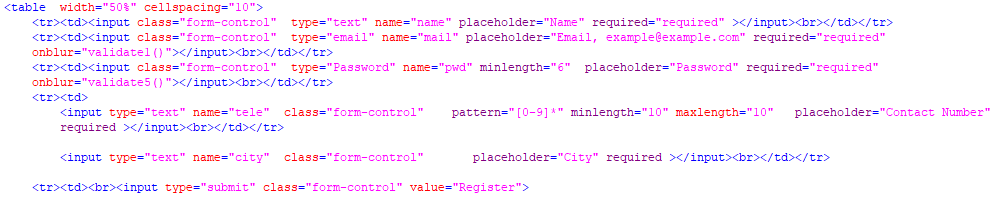 <table  width="50%" cellspacing="10">
<tr><td><input class="form-control"  type="text" name="name" placeholder="Name" required="required" ></input><br></td></tr>
<tr><td><input class="form-control"  type="email" name="mail" placeholder="Email, example@example.com" required="required"
onblur="validate1()"></input><br></td></tr>
<tr><td><input class="form-control"  type="Password" name="pwd" minlength="6"  placeholder="Password" required="required"
onblur="validate5()"></input><br></td></tr>
<tr><td>
<input type="text" name="tele"  class="form-control"    pattern="[0-9]*" minlength="10" maxlength="10"   placeholder="Contact Number"
required ></input><br></td></tr>
<input type="text" name="city"  class="form-control"       placeholder="City" required ></input><br></td></tr>
<tr><td><br><input type="submit" class="form-control" value="Register">